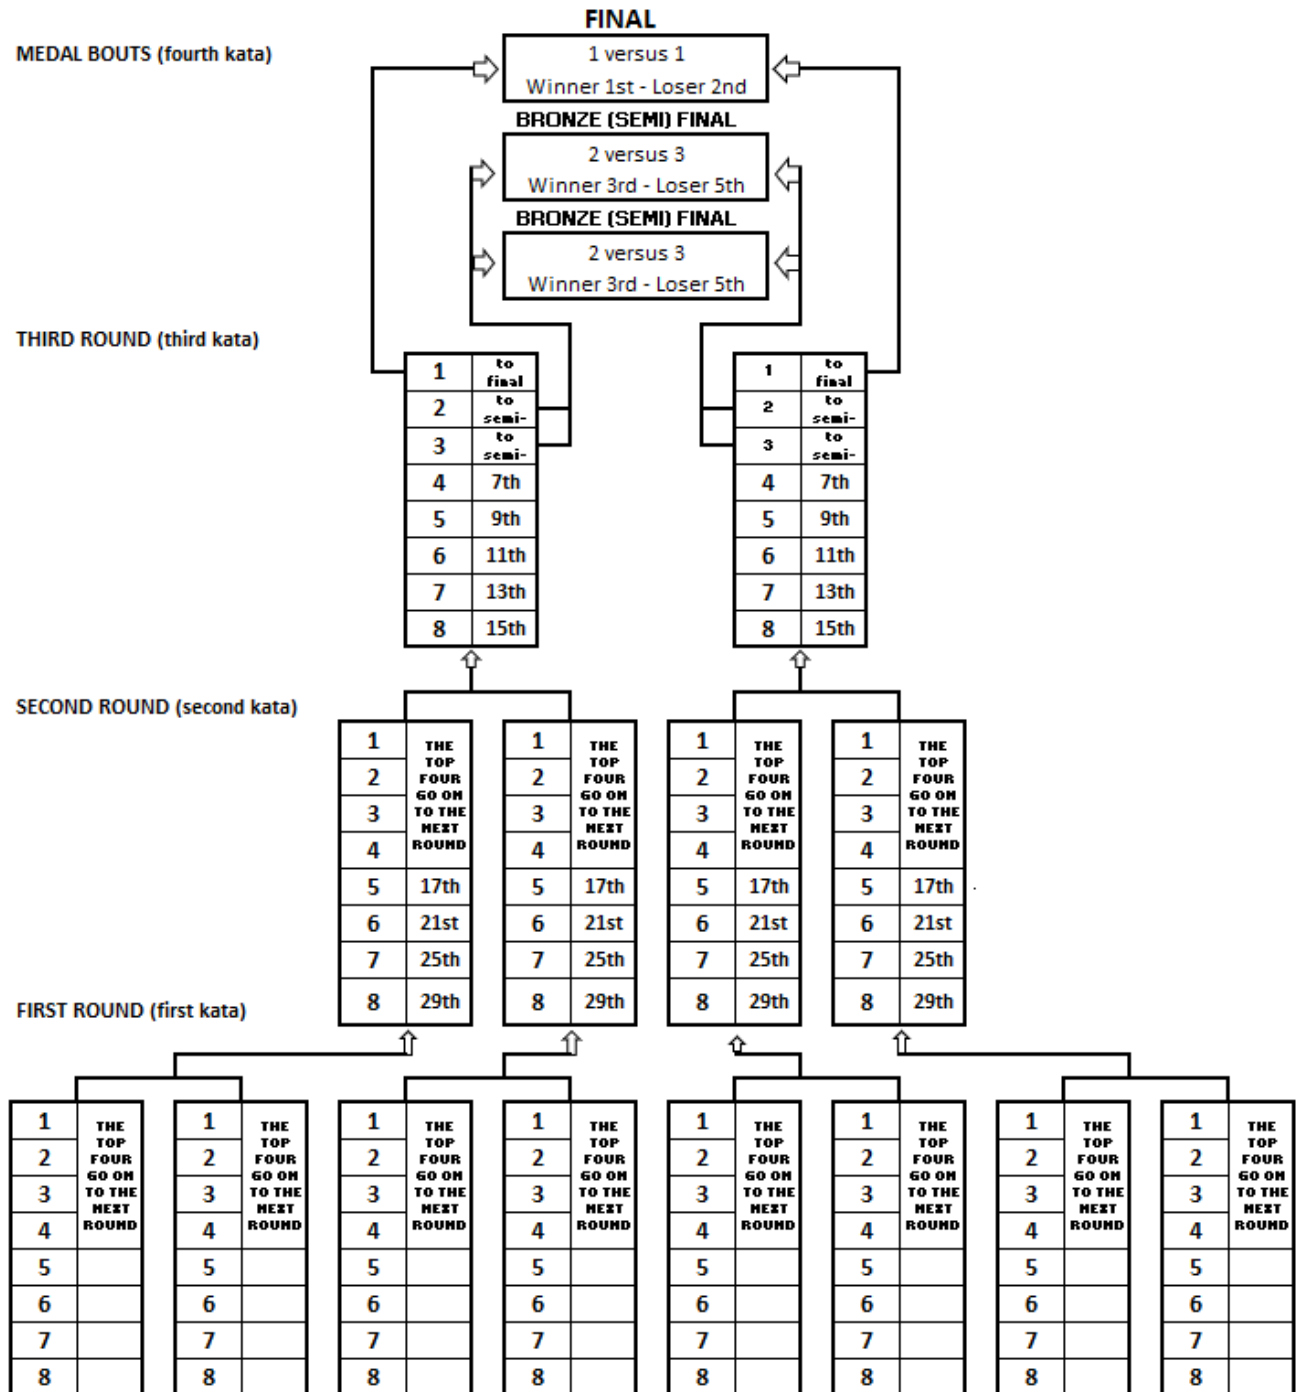 FINAL
MEDAL BOUTS (fourth kata)
1 versus 1
Winner 1st - Loser 2nd
BRONZE (SEMI) FINAL
2 versus 3
Winner 3rd - Loser 5th
BRONZE (SEMI) FINAL
2 versus 3
Winner 3rd - Loser 5th
THIRD ROUND (third kata)
1 to final 1 to final
2 to semi- 2 to semi-
3 to semi- 3 to semi-
4 7th 4 7th
5 9th 5 9th
6 11th 6 11th
7 13th 7 13th
8 15th 8 15th
SECOND ROUND (second kata)
1 1 1 1
THE THE THE THE
TOP TOP TOP TOP
2 2 2 2
FOUR FOUR FOUR FOUR
GO ON GO ON GO ON GO ON
3 3 3 3
TO THE TO THE TO THE TO THE
NEXT NEXT NEXT NEXT
4 4 4 4
ROUND ROUND ROUND ROUND
5 17th 5 17th 5 17th 5 17th
6 21st 6 21st 6 21st 6 21st
7 25th 7 25th 7 25th 7 25th
8 29th 8 29th 8 29th 8 29th
FIRST ROUND (first kata)
1 1 1 1 1 1 1 1
THE THE THE THE THE THE THE THE
TOP TOP TOP TOP TOP TOP TOP TOP
2 2 2 2 2 2 2 2
FOUR FOUR FOUR FOUR FOUR FOUR FOUR FOUR
GO ON GO ON GO ON GO ON GO ON GO ON GO ON GO ON
3 3 3 3 3 3 3 3
TO THE TO THE TO THE TO THE TO THE TO THE TO THE TO THE
NEXT NEXT NEXT NEXT NEXT NEXT NEXT NEXT
4 4 4 4 4 4 4 4
ROUND ROUND ROUND ROUND ROUND ROUND ROUND ROUND
5 5 5 5 5 5 5 5
6 6 6 6 6 6 6 6
7 7 7 7 7 7 7 7
8 8 8 8 8 8 8 8